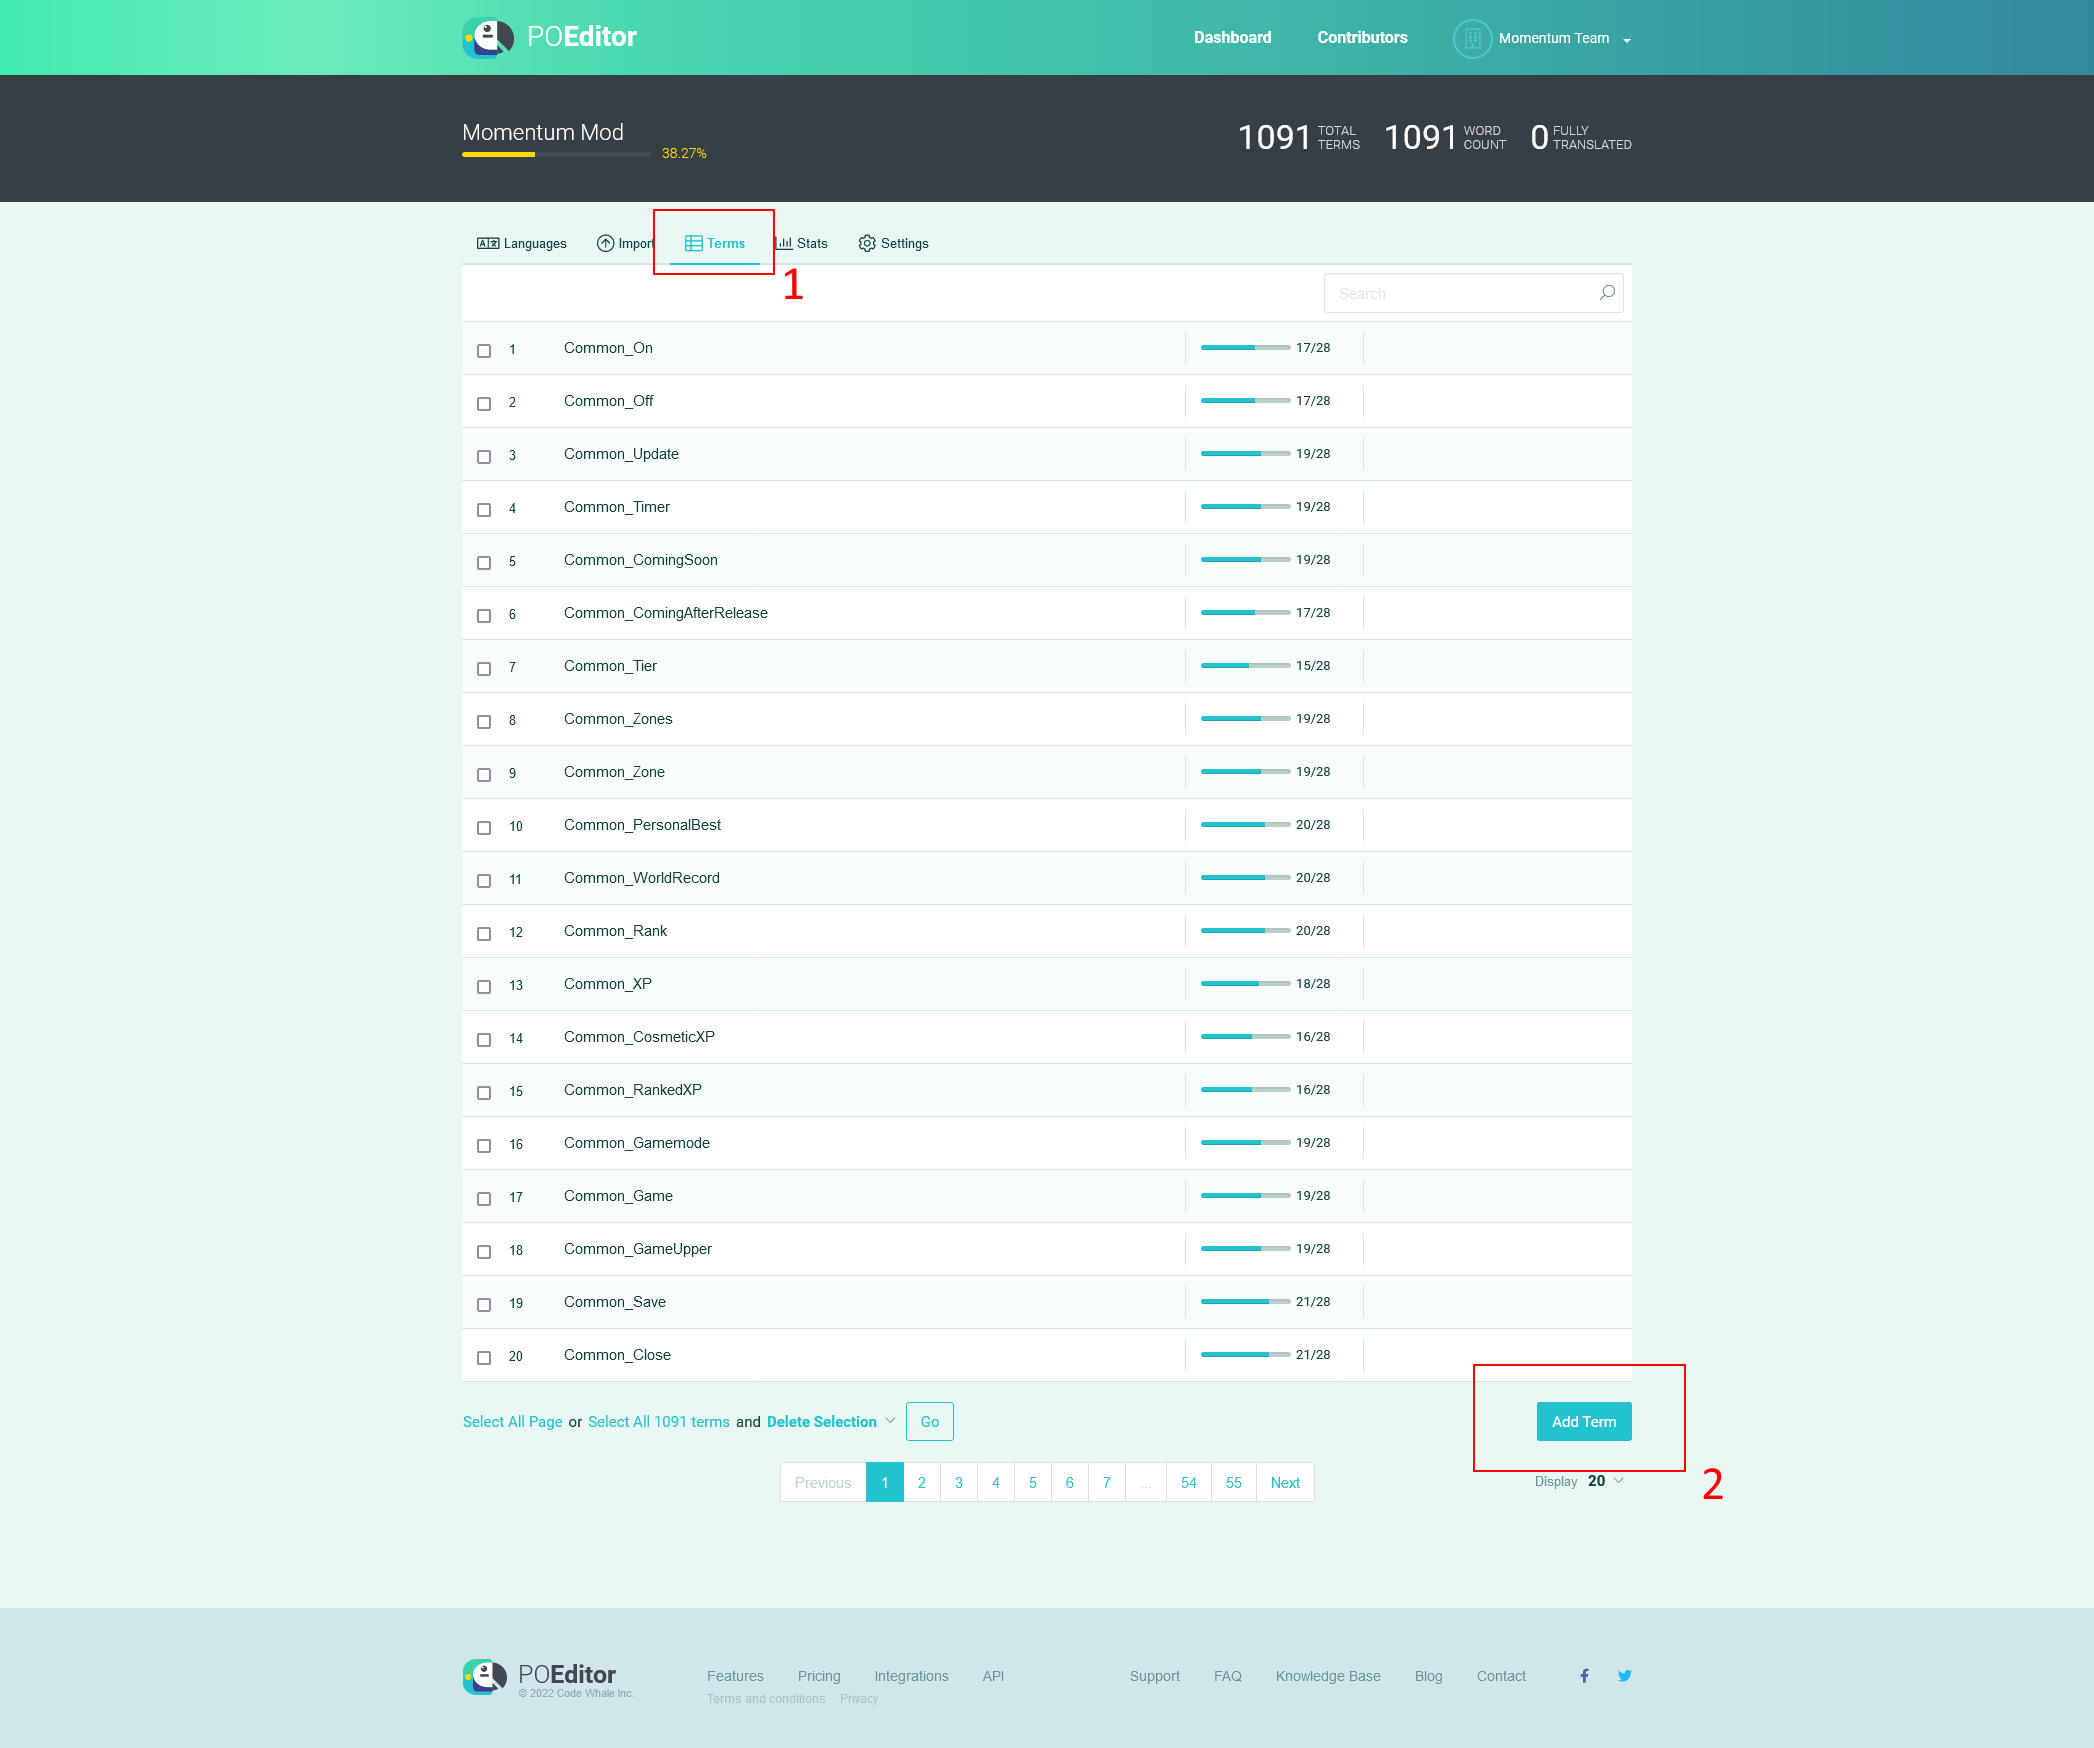 POEditor
Dashboard Contributors Momentum Team
Momentum Mod
38.27%
1091 TOTAL TERMS 1091 WORD COUNT 0 FULLY TRANSLATED
Languages Import Terms Stats Settings
1
Search
1 Common_On 17/28
2 Common_Off 17/28
3 Common_Update 19/28
4 Common_Timer 19/28
5 Common_ComingSoon 19/28
6 Common_ComingAfterRelease 17/28
7 Common_Tier 15/28
8 Common_Zones 19/28
9 Common_Zone 19/28
10 Common_PersonalBest 20/28
11 Common_WorldRecord 20/28
12 Common_Rank 20/28
13 Common_XP 18/28
14 Common_CosmeticXP 16/28
15 Common_RankedXP 16/28
16 Common_Gamemode 19/28
17 Common_Game 19/28
18 Common_GameUpper 19/28
19 Common_Save 21/28
20 Common_Close 21/28
Select All Page or Select All 1091 terms and Delete Selection Go Add Term
Previous 1 2 3 4 5 6 7 ... 54 55 Next Display 20
2
POEditor
© 2022 Code Whale Inc.
Features Pricing Integrations API Support FAQ Knowledge Base Blog Contact
Terms and conditions Privacy